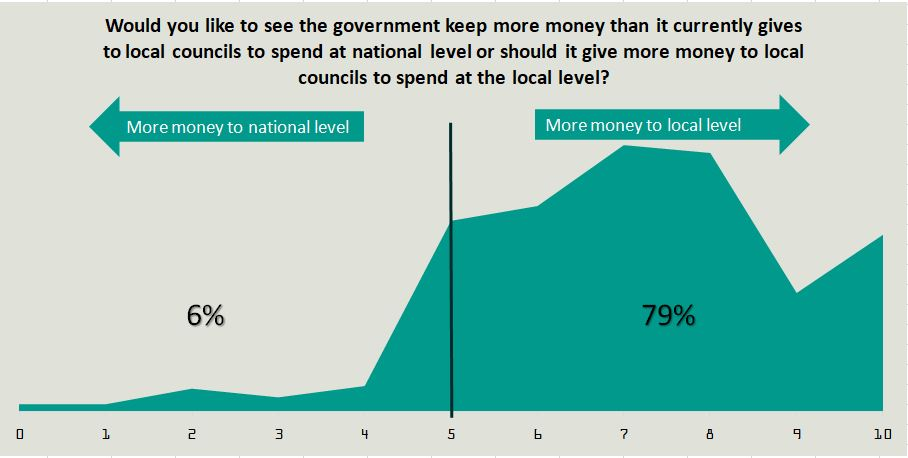 Would you like to see the government keep more money than it currently gives
to local councils to spend at national level or should it give more money to local
councils to spend at the local level?
More money to national level
More money to local level
6%
79%
0 1 2 3 4 5 6 7 8 9 10